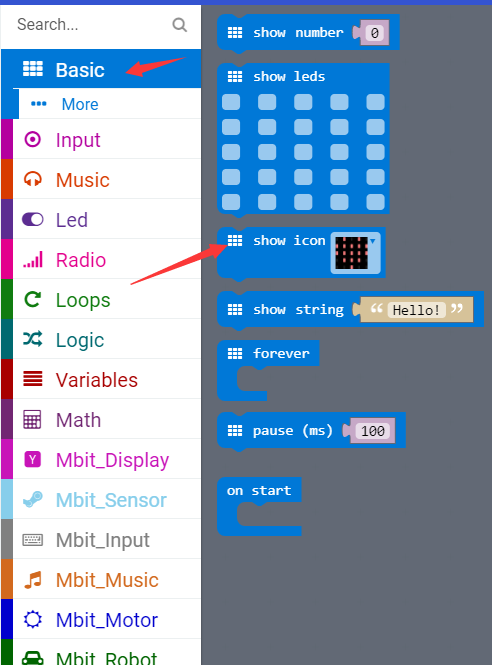 Search...
Basic
More
Input
Music
Led
Radio
Loops
Logic
Variables
Math
Mbit_Display
Mbit_Sensor
Mbit_Input
Mbit_Music
Mbit_Motor
Mbit_Robot
show number 0
show leds
show icon
show string “ Hello! ”
forever
pause (ms) 100
on start